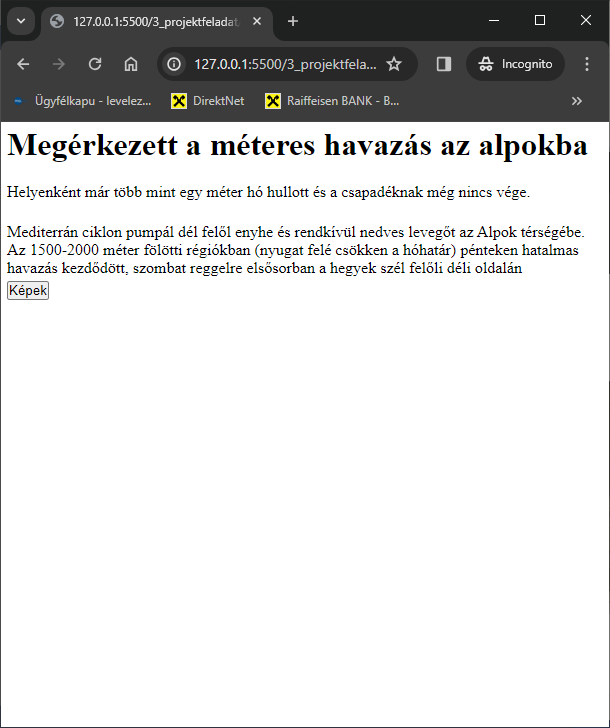 127.0.0.1:5500/3_projektfeladat
127.0.0.1:5500/3_projektfela...
Incognito
Ügyfélkapu - levelez...
DirektNet
Raiffeisen BANK - B...
Megérkezett a méteres havazás az alpokba
Helyenként már több mint egy méter hó hullott és a csapadéknak még nincs vége.
Mediterrán ciklon pumpál dél felől enyhe és rendkívül nedves levegőt az Alpok térségébe.
Az 1500-2000 méter fölötti régiókban (nyugat felé csökken a hóhatár) pénteken hatalmas
havazás kezdődött, szombat reggelre elsősorban a hegyek szél felőli déli oldalán
Képek